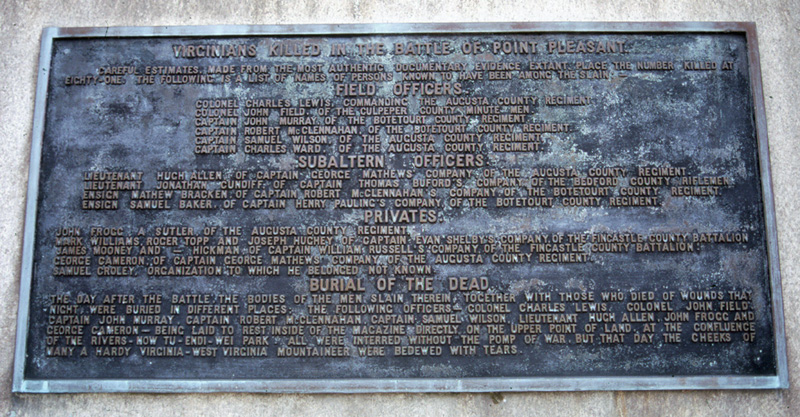 VIRGINIANS KILLED IN THE BATTLE OF POINT PLEASANT.
CAREFUL ESTIMATES, MADE FROM THE MOST AUTHENTIC DOCUMENTARY EVIDENCE EXTANT, PLACE THE NUMBER KILLED AT
EIGHTY-ONE. THE FOLLOWING IS A LIST OF NAMES OF PERSONS KNOWN TO HAVE BEEN AMONG THE SLAIN:—
FIELD OFFICERS
COLONEL CHARLES LEWIS, COMMANDING THE AUGUSTA COUNTY REGIMENT.
COLONEL JOHN FIELD, OF THE CULPEPER COUNTY MINUTE MEN.
CAPTAIN JOHN MURRAY, OF THE BOTETOURT COUNTY REGIMENT.
CAPTAIN ROBERT McCLENNAHAN, OF THE BOTETOURT COUNTY REGIMENT.
CAPTAIN SAMUEL WILSON, OF THE AUGUSTA COUNTY REGIMENT.
CAPTAIN CHARLES WARD, OF THE AUGUSTA COUNTY REGIMENT.
SUBALTERN OFFICERS.
LIEUTENANT HUGH ALLEN, OF CAPTAIN GEORGE MATHEWS' COMPANY OF THE AUGUSTA COUNTY REGIMENT.
LIEUTENANT JONATHAN CUNDIFF, OF CAPTAIN THOMAS BUFORD'S COMPANY, OF THE BEDFORD COUNTY RIFLEMEN.
ENSIGN MATHEW BRACKEN, OF CAPTAIN ROBERT McCLENAHAN'S COMPANY OF THE BOTETOURT COUNTY REGIMENT.
ENSIGN SAMUEL BAKER, OF CAPTAIN HENRY PAULING'S COMPANY, OF THE BOTETOURT COUNTY REGIMENT.
PRIVATES.
JOHN FROGG, A SUTLER OF THE AUGUSTA COUNTY REGIMENT.
MARK WILLIAMS, ROGER TOPP AND JOSEPH HUGHEY, OF CAPTAIN EVAN SHELBY'S COMPANY, OF THE FINCASTLE COUNTY BATTALION
JAMES MOONEY AND — HICKMAN, OF CAPTAIN WILLIAM RUSSELL'S COMPANY OF THE FINCASTLE COUNTY BATTALION.
GEORGE CAMERON, OF CAPTAIN GEORGE MATHEWS' COMPANY, OF THE AUGUSTA COUNTY REGIMENT.
SAMUEL CROLEY, ORGANIZATION TO WHICH HE BELONGED NOT KNOWN.
BURIAL OF THE DEAD
THE DAY AFTER THE BATTLE, THE BODIES OF THE MEN SLAIN THEREIN, TOGETHER WITH THOSE WHO DIED OF WOUNDS THAT
NIGHT, WERE BURIED IN DIFFERENT PLACES; THE FOLLOWING OFFICERS—COLONEL CHARLES LEWIS, COLONEL JOHN FIELD,
CAPTAIN JOHN MURRAY, CAPTAIN ROBERT McCLENNAHAN, CAPTAIN SAMUEL WILSON, LIEUTENANT HUGH ALLEN, JOHN FROGG AND
GEORGE CAMERON—BEING LAID TO REST INSIDE OF THE MAGAZINE DIRECTLY ON THE UPPER POINT OF LAND, AT THE CONFLUENCE
OF THE RIVERS—NOW TU-ENDI-WEI PARK. ALL WERE INTERRED WITHOUT THE POMP OF WAR, BUT THAT DAY THE CHEEKS OF
MANY A HARDY VIRGINIA-WEST VIRGINIA MOUNTAINEER WERE BEDEWED WITH TEARS.